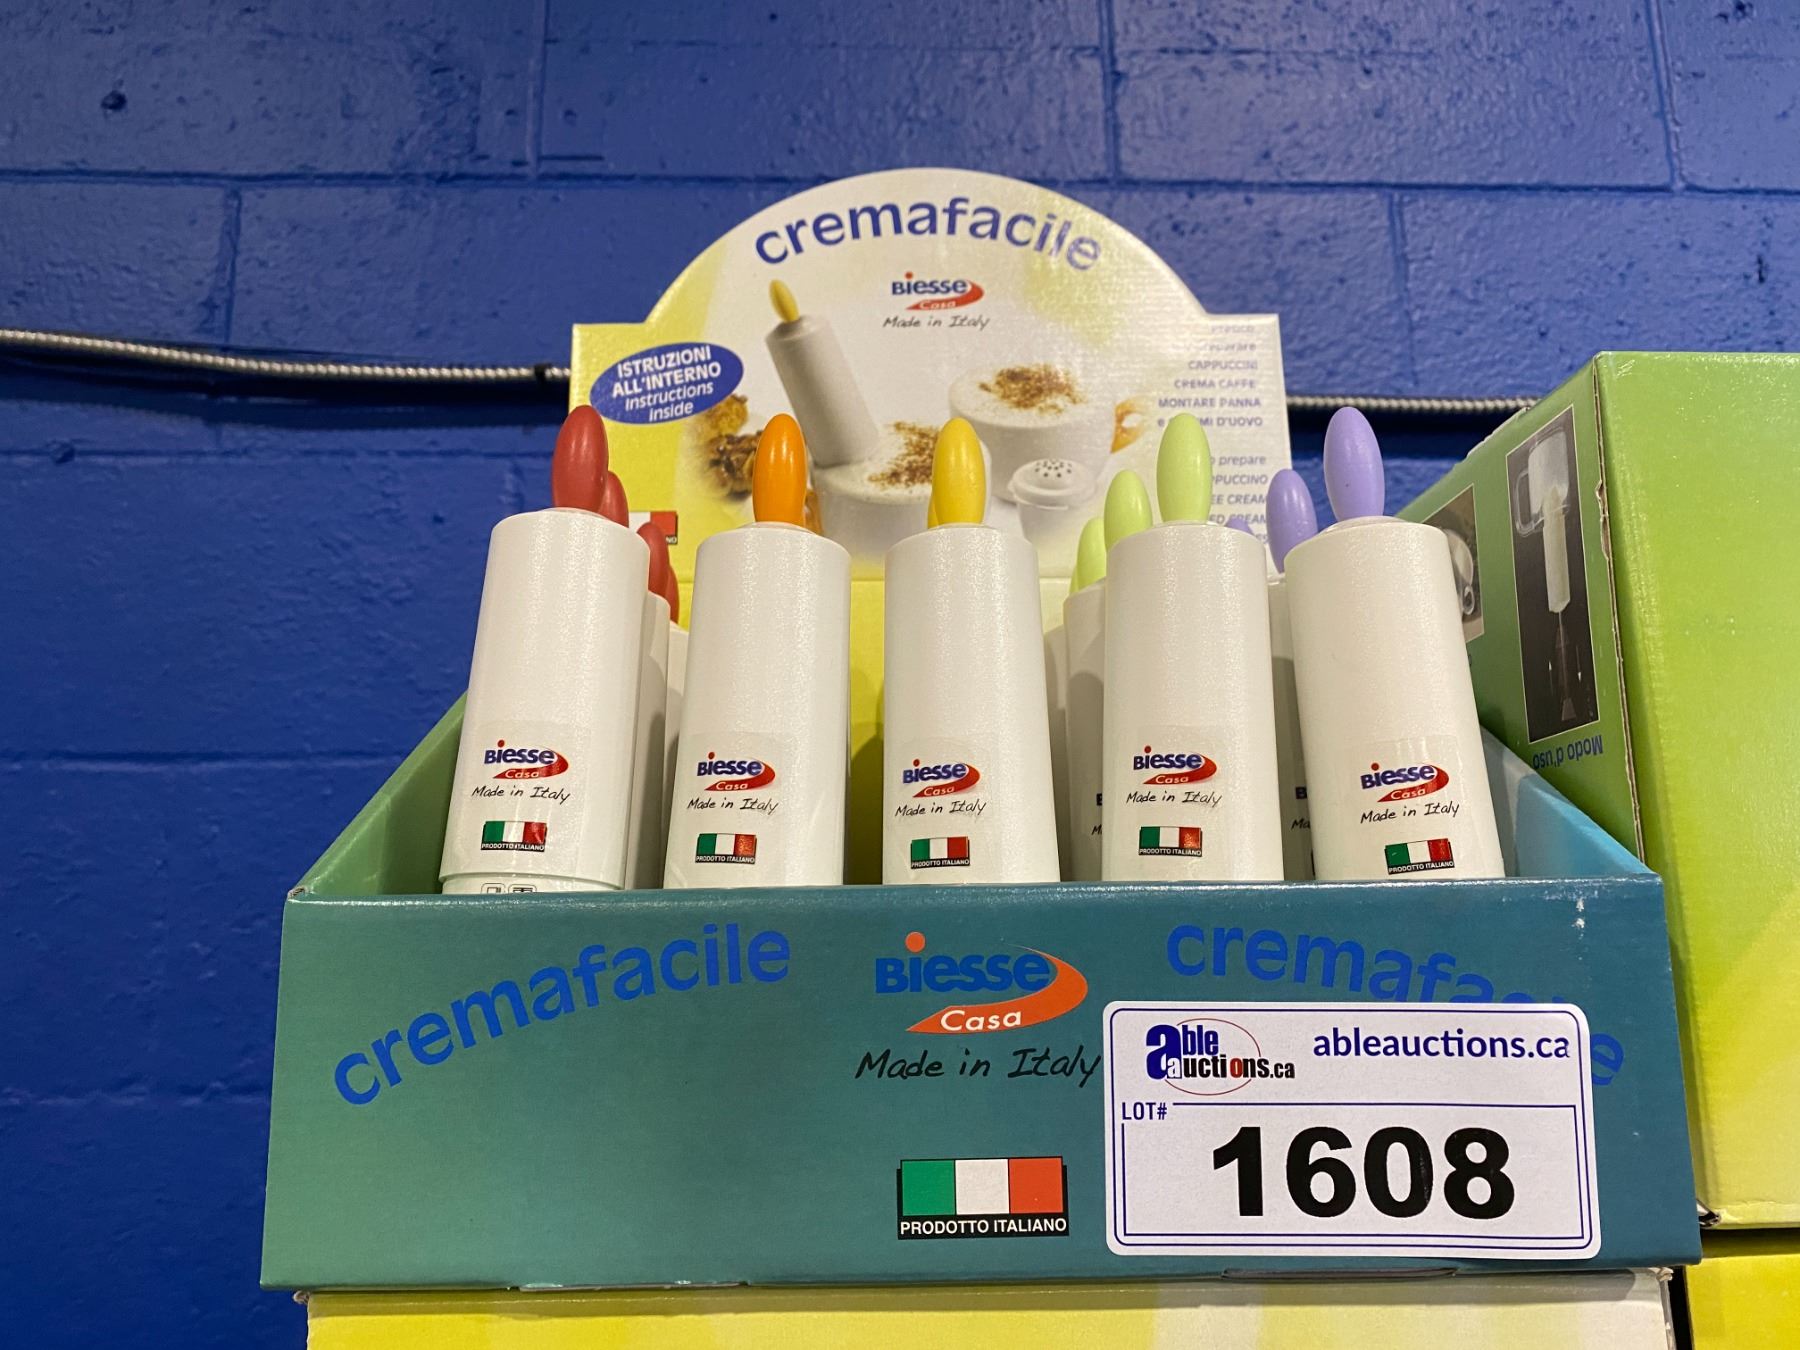 cremafacile
Biesse
Casa
Made in Italy
ISTRUZIONI
ALL'INTERNO
Instructions
inside
preparare
CAPPUCCINI
CREMA CAFFE'
MONTARE PANNA
e D'UOVO
prepare
Biesse
Casa
Made in Italy
PRODOTTO ITALIANO
Biesse
Casa
Made in Italy
PRODOTTO ITALIANO
Biesse
Casa
Made in Italy
PRODOTTO ITALIANO
Biesse
Casa
Made in Italy
PRODOTTO ITALIANO
Biesse
Casa
Made in Italy
PRODOTTO ITALIANO
Modo d'uso
cremafacile
Biesse
Casa
Made in Italy
PRODOTTO ITALIANO
cremafacile
able auctions.ca
ableauctions.ca
LOT#
1608